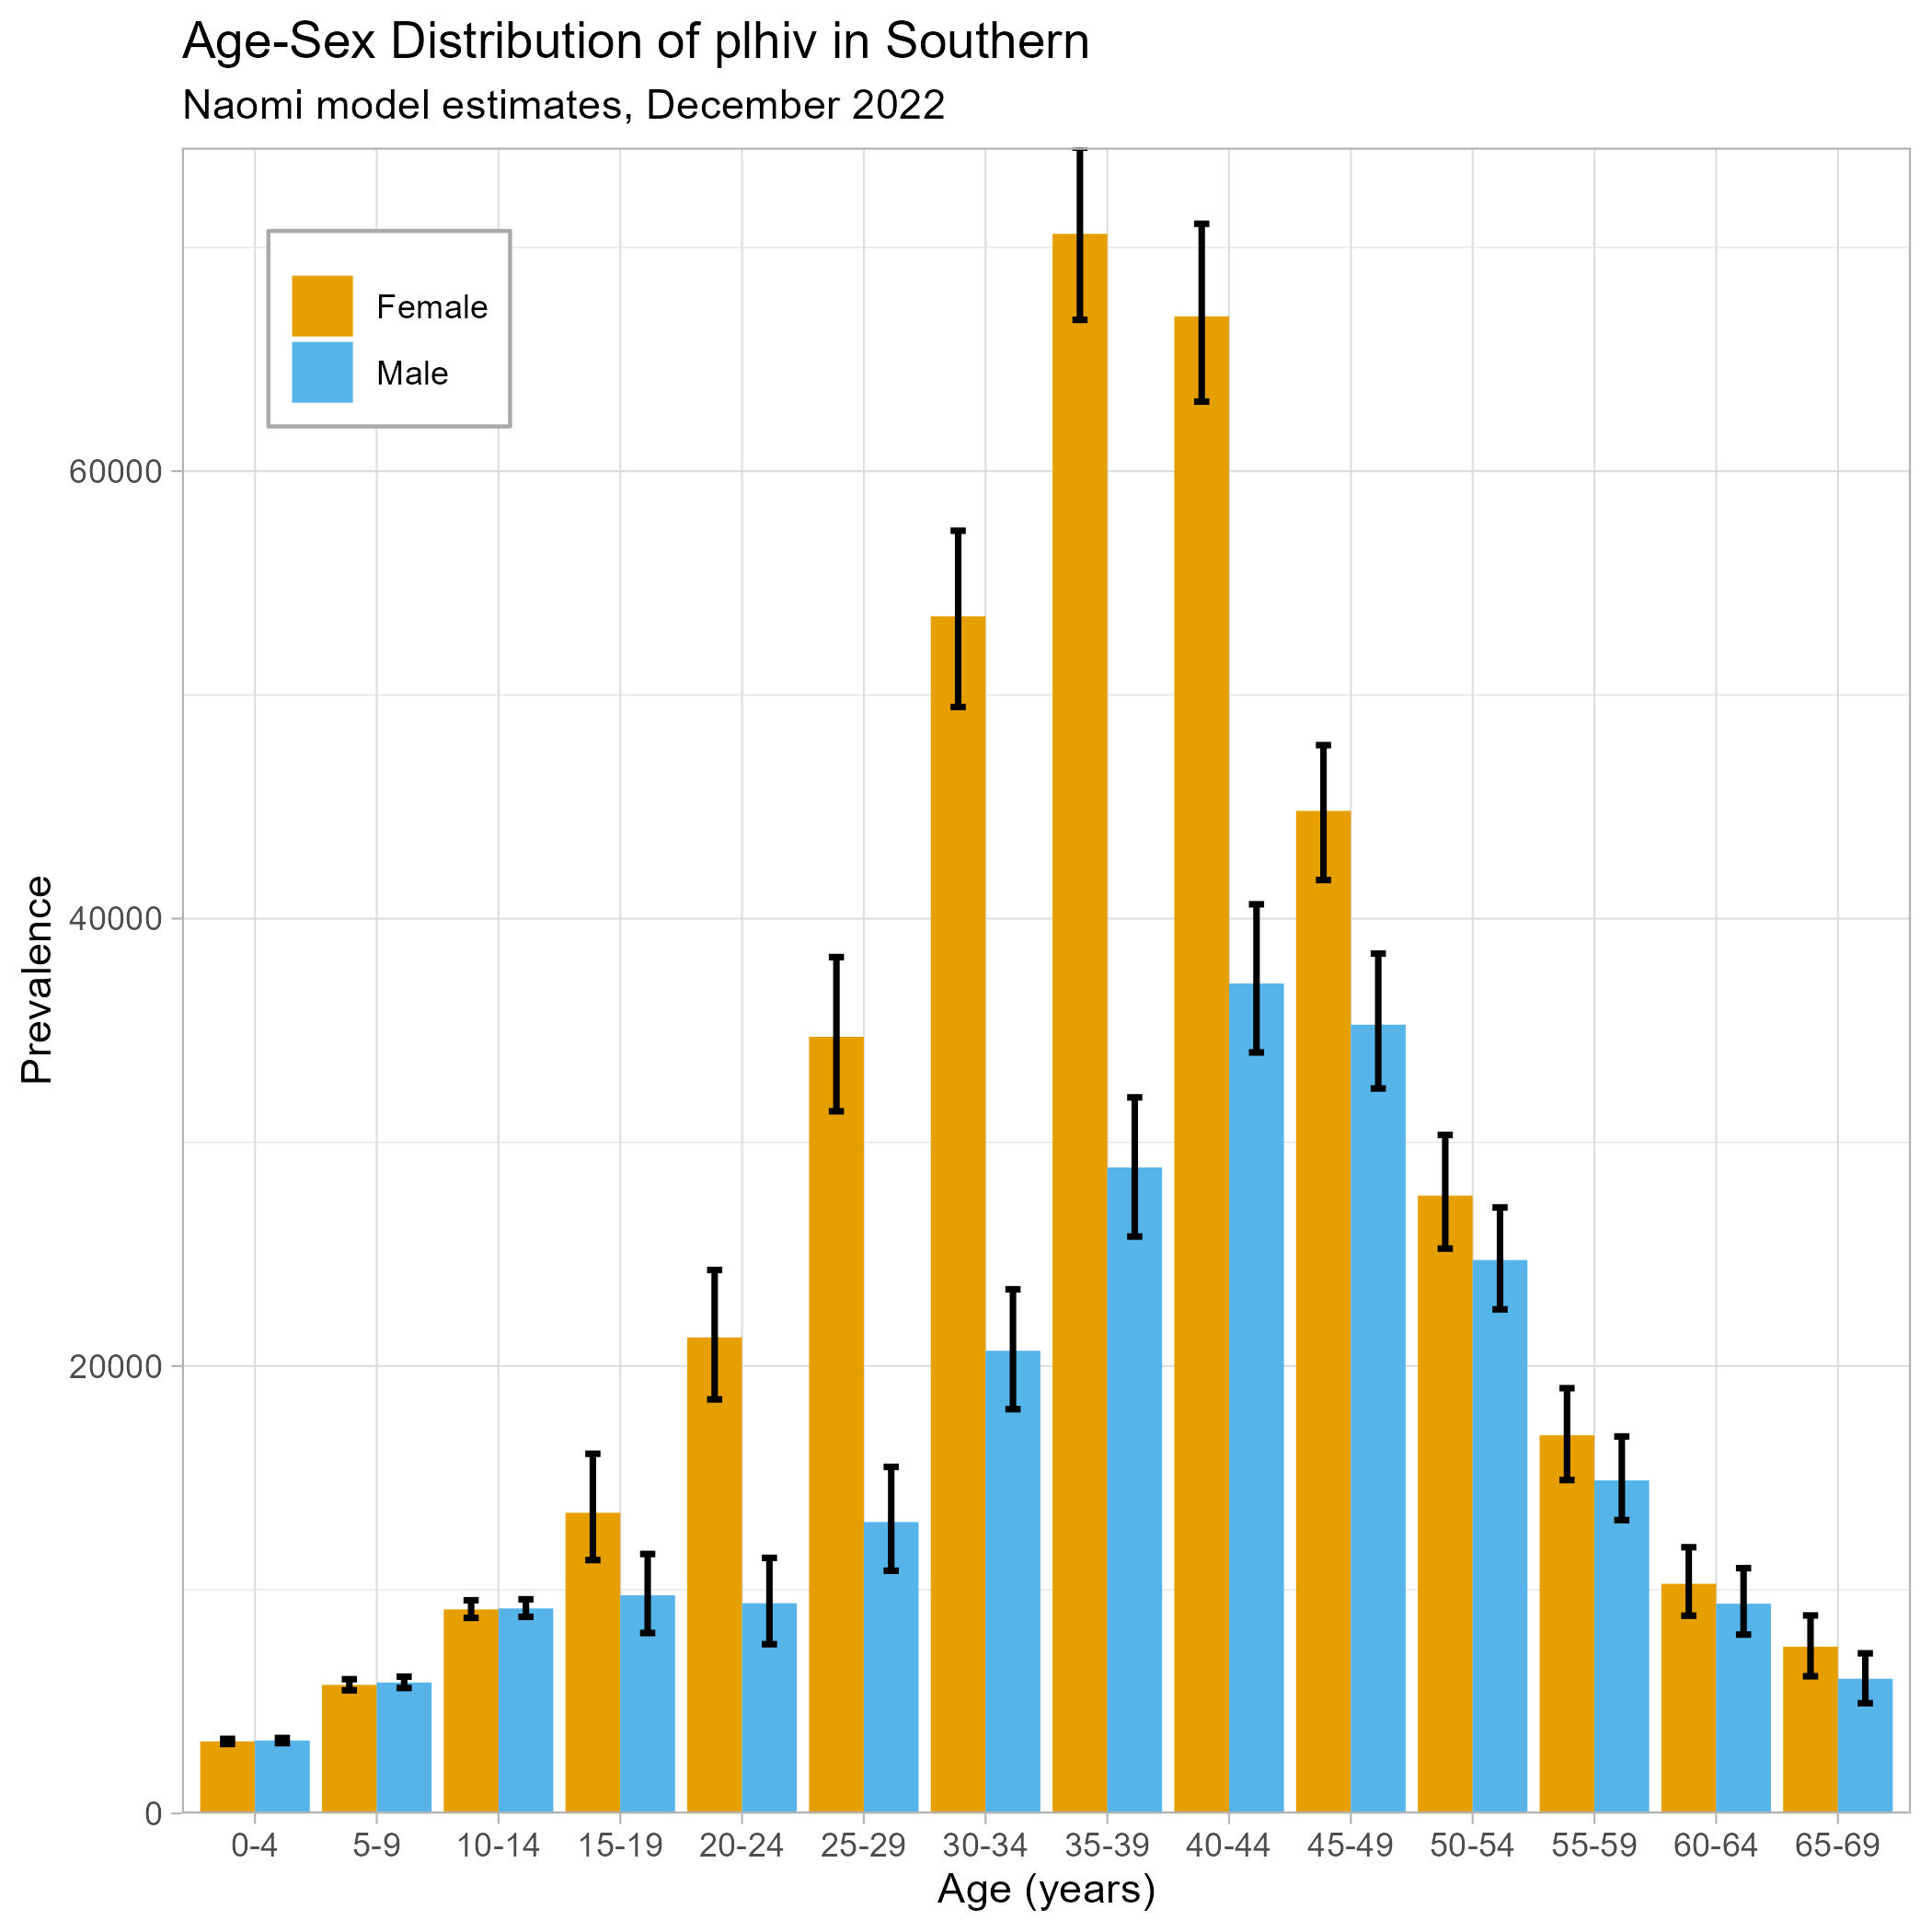 Age-Sex Distribution of plhiv in Southern
Naomi model estimates, December 2022
Female
Male
Prevalence
60000
40000
20000
0
0-4 5-9 10-14 15-19 20-24 25-29 30-34 35-39 40-44 45-49 50-54 55-59 60-64 65-69
Age (years)